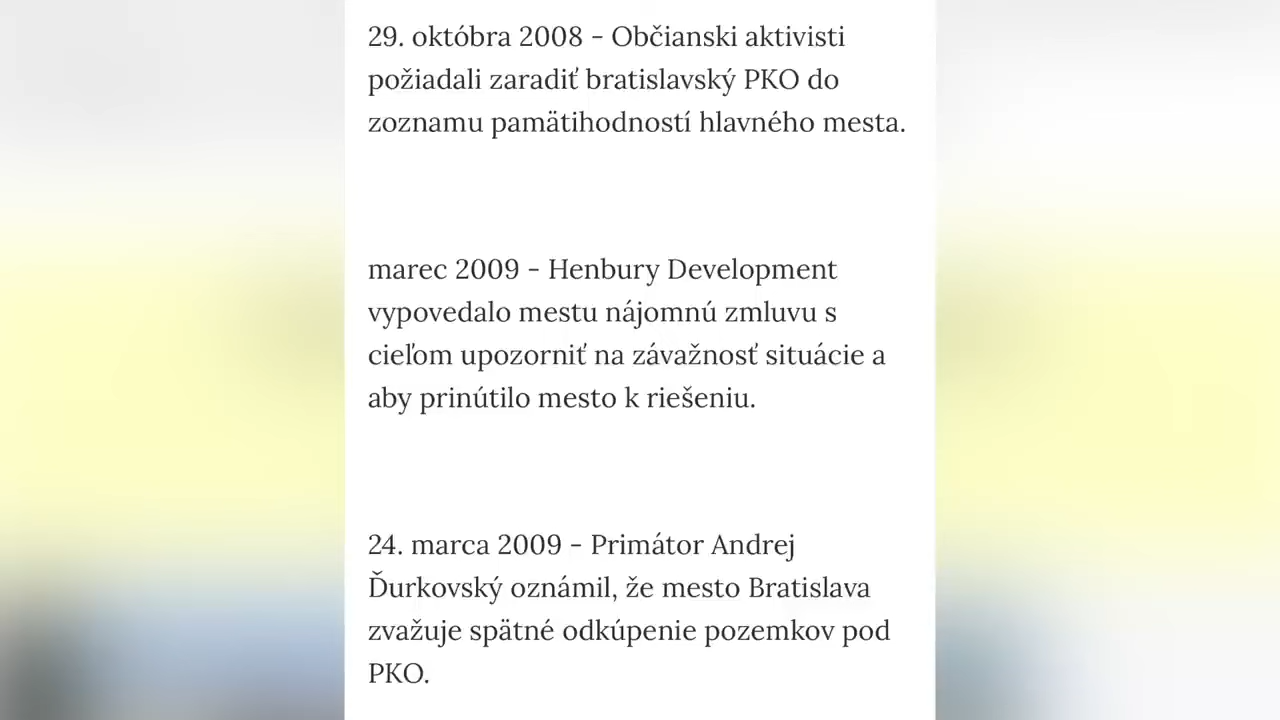 29. októbra 2008 - Občianski aktivisti
požiadali zaradiť bratislavský PKO do
zoznamu pamätihodností hlavného mesta.
marec 2009 - Henbury Development
vypovedalo mestu nájomnú zmluvu s
cieľom upozorniť na závažnosť situácie a
aby prinútilo mesto k riešeniu.
24. marca 2009 - Primátor Andrej
Ďurkovský oznámil, že mesto Bratislava
zvažuje spätné odkúpenie pozemkov pod
PKO.